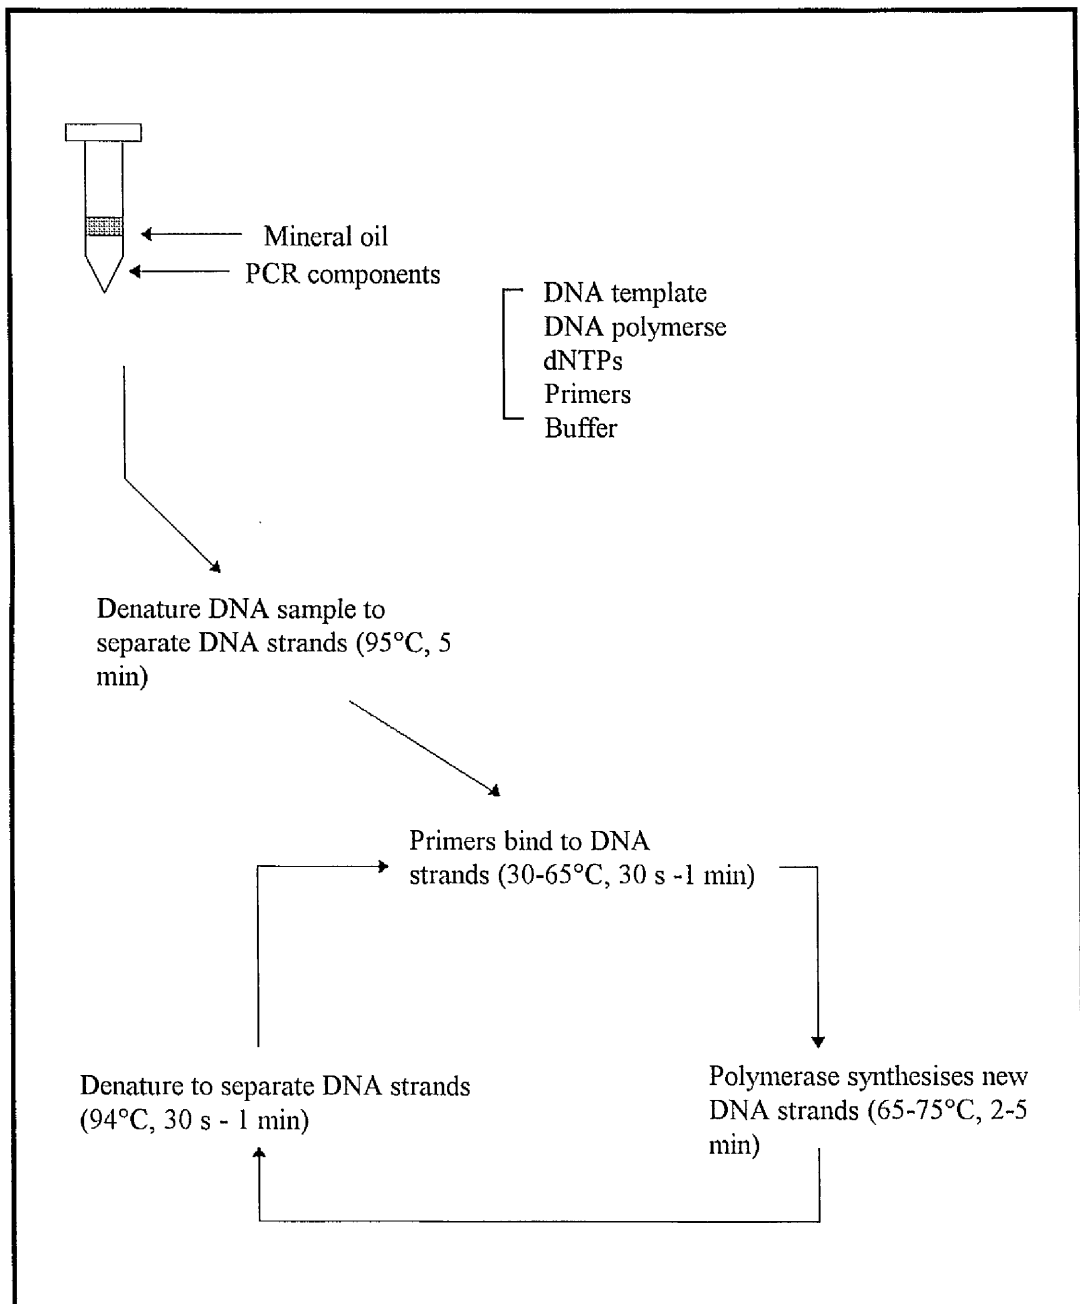 Mineral oil
PCR components
DNA template
DNA polymerse
dNTPs
Primers
Buffer
Denature DNA sample to
separate DNA strands (95°C, 5
min)
Primers bind to DNA
strands (30-65°C, 30 s -1 min)
Denature to separate DNA strands
(94°C, 30 s - 1 min)
Polymerase synthesises new
DNA strands (65-75°C, 2-5
min)